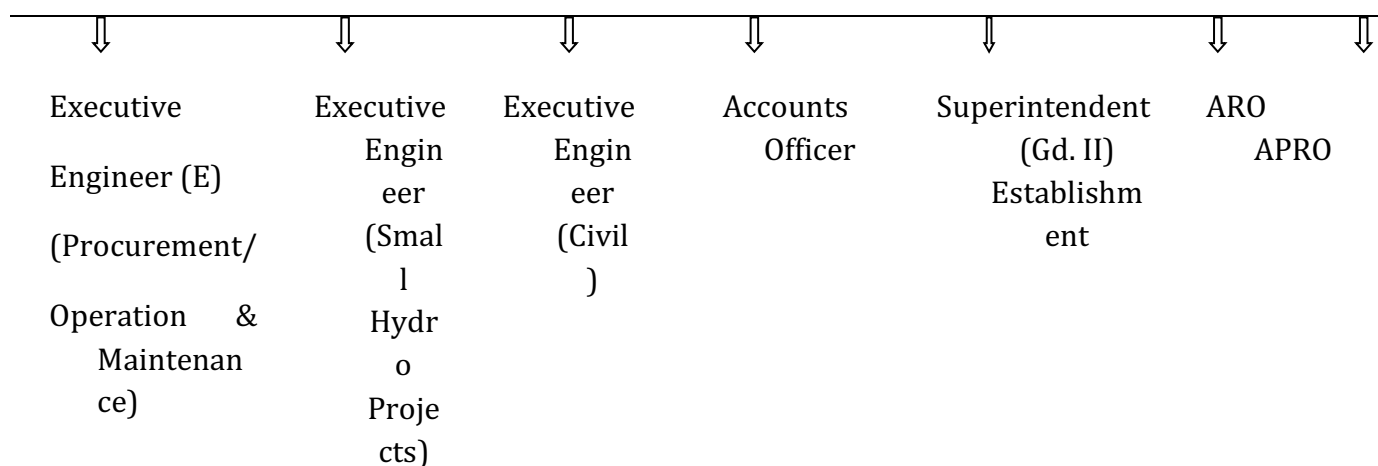 Executive
Engineer (E)
(Procurement/
Operation &
Maintenan
ce)
Executive
Engin
eer
(Smal
l
Hydr
o
Proje
cts)
Executive
Engin
eer
(Civil
)
Accounts
Officer
Superintendent
(Gd. II)
Establishm
ent
ARO
APRO